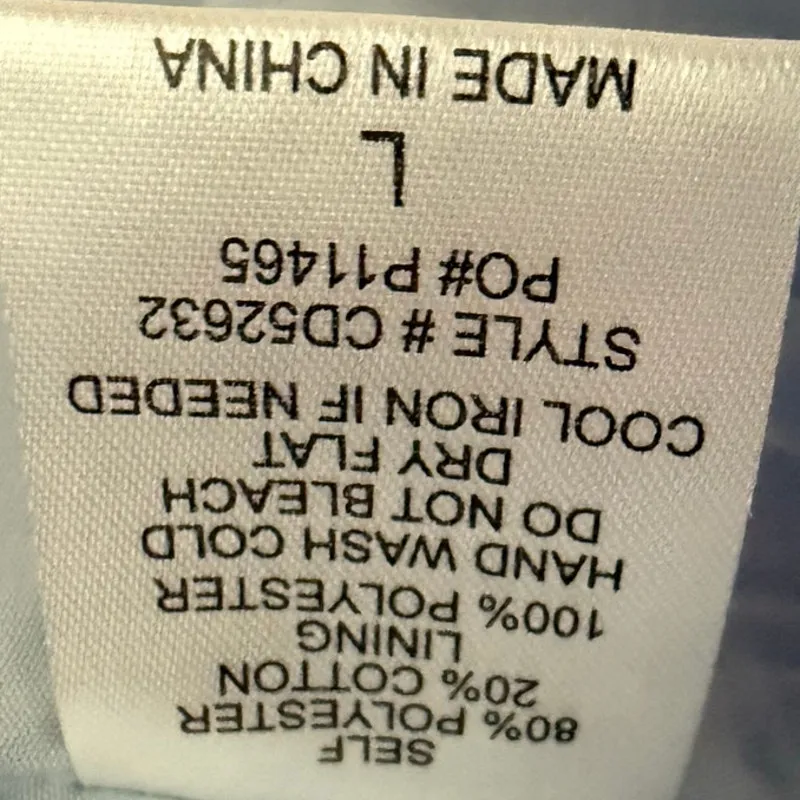 SELF
80% POLYESTER
20% COTTON
LINING
100% POLYESTER
HAND WASH COLD
DO NOT BLEACH
DRY FLAT
COOL IRON IF NEEDED
STYLE # CD52632
PO# P11465
L
MADE IN CHINA